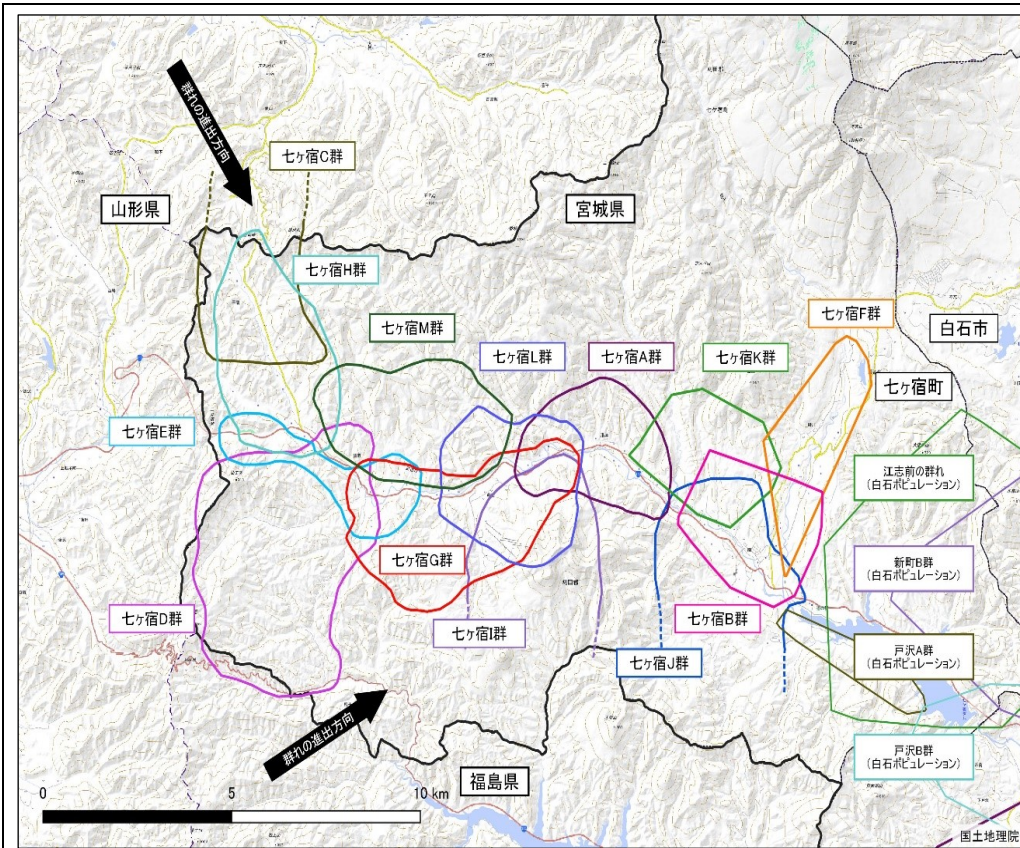 群れの進出方向
七ヶ宿C群
山形県
宮城県
七ヶ宿H群
七ヶ宿F群
七ヶ宿M群
七ヶ宿L群
七ヶ宿A群
七ヶ宿K群
白石市
七ヶ宿町
七ヶ宿E群
江志前の群れ
(白石ポピュレーション)
七ヶ宿G群
新町B群
(白石ポピュレーション)
七ヶ宿D群
七ヶ宿I群
七ヶ宿B群
七ヶ宿J群
戸沢A群
(白石ポピュレーション)
群れの進出方向
戸沢B群
(白石ポピュレーション)
福島県
0 5 10 km
国土地理院